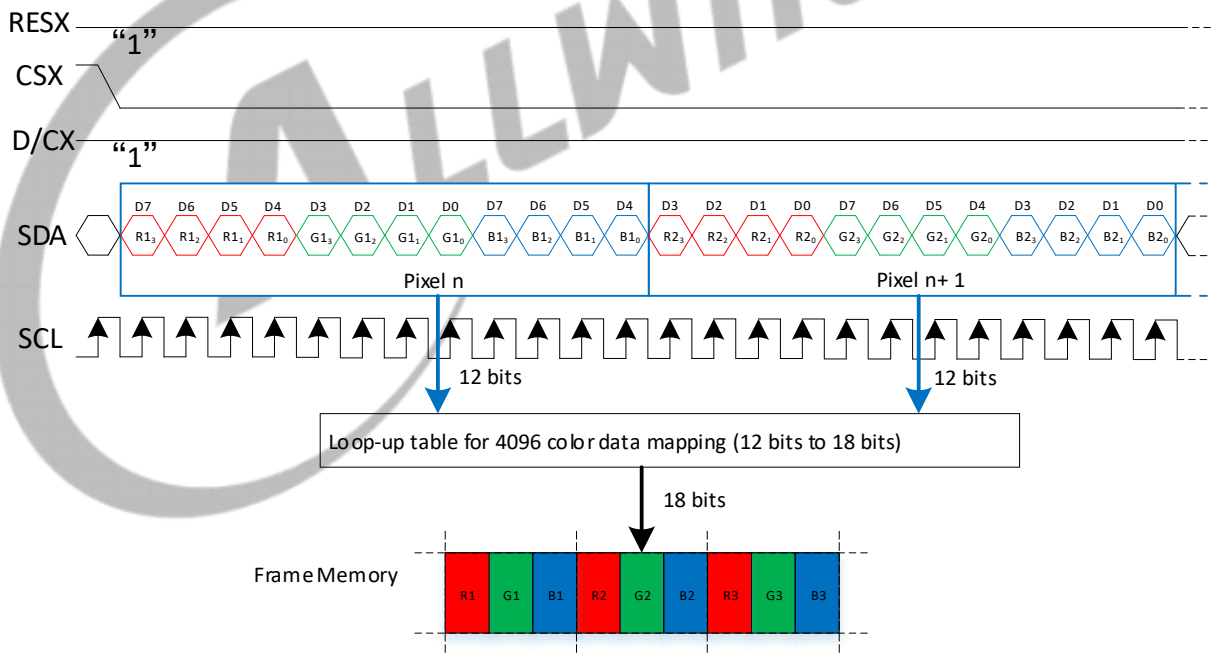 RESX
“1”
CSX
D/CX
“1”
ALLWIN
D7 D6 D5 D4 D3 D2 D1 D0 D7 D6 D5 D4 D3 D2 D1 D0 D7 D6 D5 D4 D3 D2 D1 D0
SDA R1₃ R1₂ R1₁ R1₀ G1₃ G1₂ G1₁ G1₀ B1₃ B1₂ B1₁ B1₀ R2₃ R2₂ R2₁ R2₀ G2₃ G2₂ G2₁ G2₀ B2₃ B2₂ B2₁ B2₀
Pixel n Pixel n+ 1
SCL
12 bits 12 bits
Loop-up table for 4096 color data mapping (12 bits to 18 bits)
18 bits
Frame Memory
R1 G1 B1 R2 G2 B2 R3 G3 B3